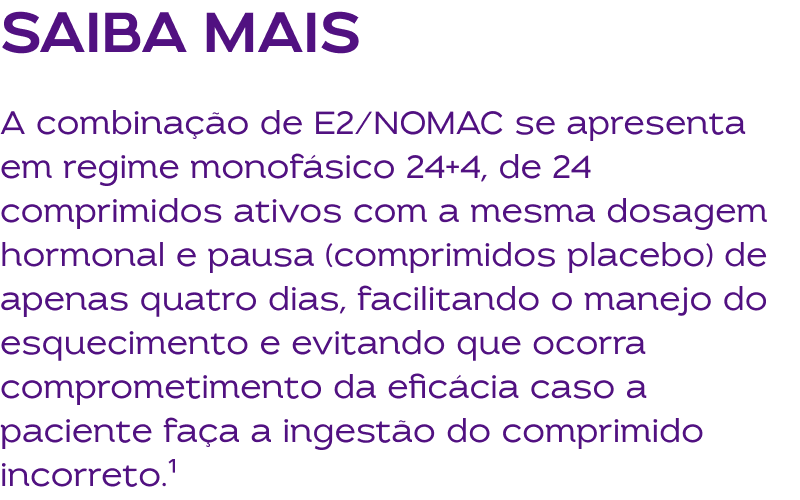 SAIBA MAIS
A combinação de E2/NOMAC se apresenta
em regime monofásico 24+4, de 24
comprimidos ativos com a mesma dosagem
hormonal e pausa (comprimidos placebo) de
apenas quatro dias, facilitando o manejo do
esquecimento e evitando que ocorra
comprometimento da eficácia caso a
paciente faça a ingestão do comprimido
incorreto.¹